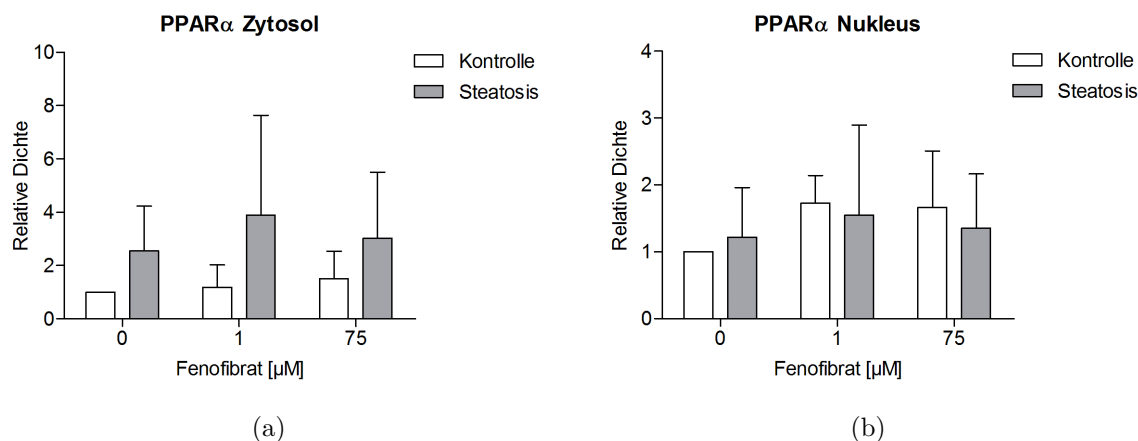 PPARα Zytosol
10
8
6
4
2
0
Relative Dichte
Kontrolle
Steatosis
0 1 75
Fenofibrat [µM]
(a)
PPARα Nukleus
4
3
2
1
0
Relative Dichte
Kontrolle
Steatosis
0 1 75
Fenofibrat [µM]
(b)